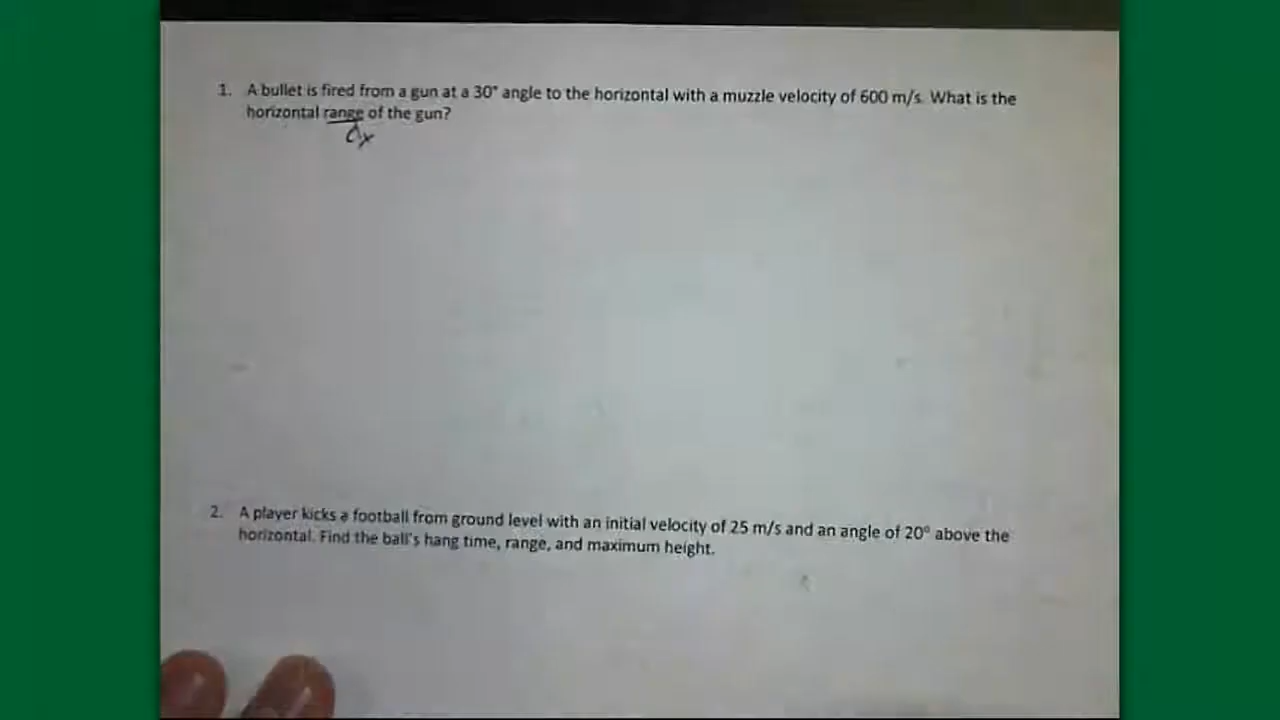 1. A bullet is fired from a gun at a 30° angle to the horizontal with a muzzle velocity of 600 m/s. What is the
horizontal range of the gun?
Δx
2. A player kicks a football from ground level with an initial velocity of 25 m/s and an angle of 20° above the
horizontal. Find the ball's hang time, range, and maximum height.